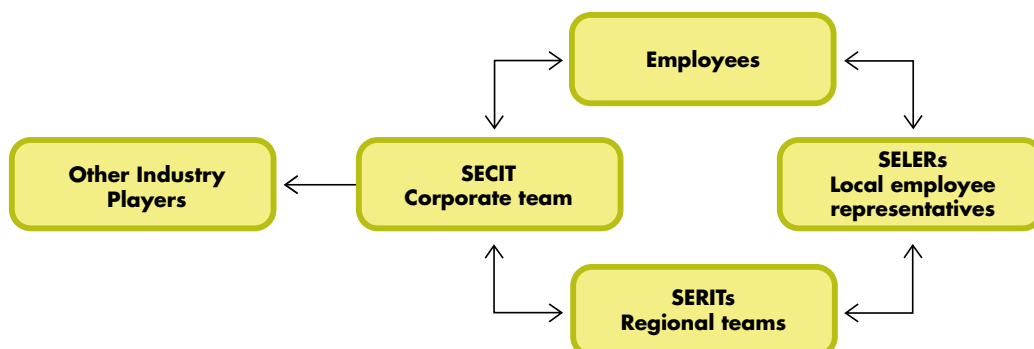 Employees
Other Industry
Players
SECIT
Corporate team
SELERs
Local employee
representatives
SERITs
Regional teams